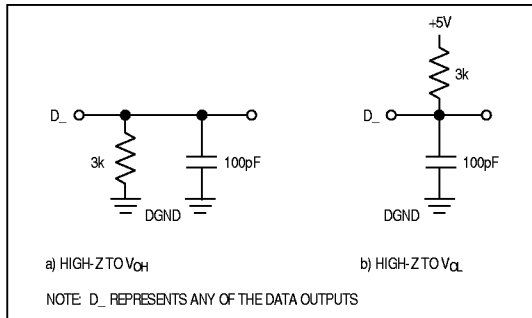 +5V
3k
D_
D_
3k
100pF
100pF
DGND
DGND
a) HIGH-Z TO VOH
b) HIGH-Z TO VOL
NOTE: D_ REPRESENTS ANY OF THE DATA OUTPUTS